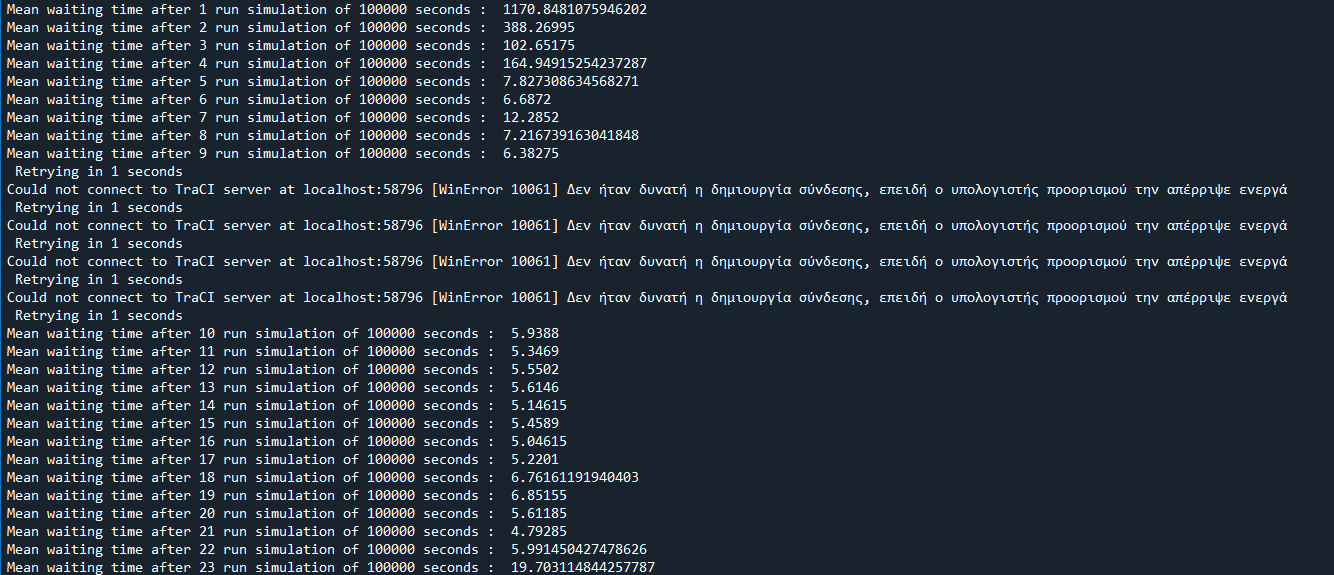 Mean waiting time after 1 run simulation of 100000 seconds :  1170.8481075946202
Mean waiting time after 2 run simulation of 100000 seconds :  388.26995
Mean waiting time after 3 run simulation of 100000 seconds :  102.65175
Mean waiting time after 4 run simulation of 100000 seconds :  164.94915254237287
Mean waiting time after 5 run simulation of 100000 seconds :  7.827308634568271
Mean waiting time after 6 run simulation of 100000 seconds :  6.6872
Mean waiting time after 7 run simulation of 100000 seconds :  12.2852
Mean waiting time after 8 run simulation of 100000 seconds :  7.216739163041848
Mean waiting time after 9 run simulation of 100000 seconds :  6.38275
 Retrying in 1 seconds
Could not connect to TraCI server at localhost:58796 [WinError 10061] Δεν ήταν δυνατή η δημιουργία σύνδεσης, επειδή ο υπολογιστής προορισμού την απέρριψε ενεργά
 Retrying in 1 seconds
Could not connect to TraCI server at localhost:58796 [WinError 10061] Δεν ήταν δυνατή η δημιουργία σύνδεσης, επειδή ο υπολογιστής προορισμού την απέρριψε ενεργά
 Retrying in 1 seconds
Could not connect to TraCI server at localhost:58796 [WinError 10061] Δεν ήταν δυνατή η δημιουργία σύνδεσης, επειδή ο υπολογιστής προορισμού την απέρριψε ενεργά
 Retrying in 1 seconds
Could not connect to TraCI server at localhost:58796 [WinError 10061] Δεν ήταν δυνατή η δημιουργία σύνδεσης, επειδή ο υπολογιστής προορισμού την απέρριψε ενεργά
 Retrying in 1 seconds
Mean waiting time after 10 run simulation of 100000 seconds :  5.9388
Mean waiting time after 11 run simulation of 100000 seconds :  5.3469
Mean waiting time after 12 run simulation of 100000 seconds :  5.5502
Mean waiting time after 13 run simulation of 100000 seconds :  5.6146
Mean waiting time after 14 run simulation of 100000 seconds :  5.14615
Mean waiting time after 15 run simulation of 100000 seconds :  5.4589
Mean waiting time after 16 run simulation of 100000 seconds :  5.04615
Mean waiting time after 17 run simulation of 100000 seconds :  5.2201
Mean waiting time after 18 run simulation of 100000 seconds :  6.76161191940403
Mean waiting time after 19 run simulation of 100000 seconds :  6.85155
Mean waiting time after 20 run simulation of 100000 seconds :  5.61185
Mean waiting time after 21 run simulation of 100000 seconds :  4.79285
Mean waiting time after 22 run simulation of 100000 seconds :  5.991450427478626
Mean waiting time after 23 run simulation of 100000 seconds :  19.703114844257787